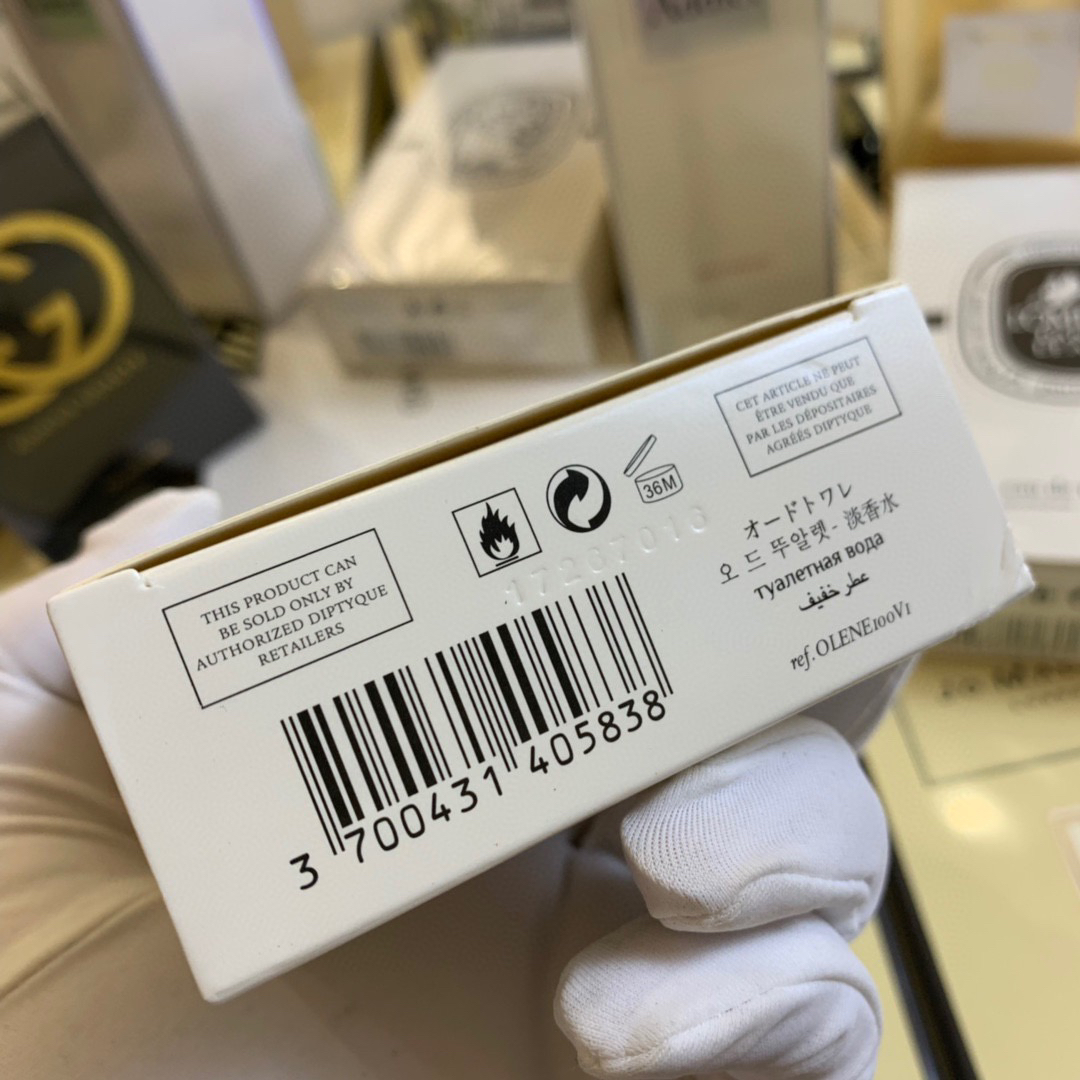 THIS PRODUCT CAN
BE SOLD ONLY BY
AUTHORIZED DIPTYQUE
RETAILERS
36M
CET ARTICLE NE PEUT
ÊTRE VENDU QUE
PAR LES DÉPOSITAIRES
AGRÉÉS DIPTYQUE
オードトワレ
오 드 뚜알렛 - 淡香水
туалетная вода
عطر خفيف
ref. OLENE100V1
3 700431 405838